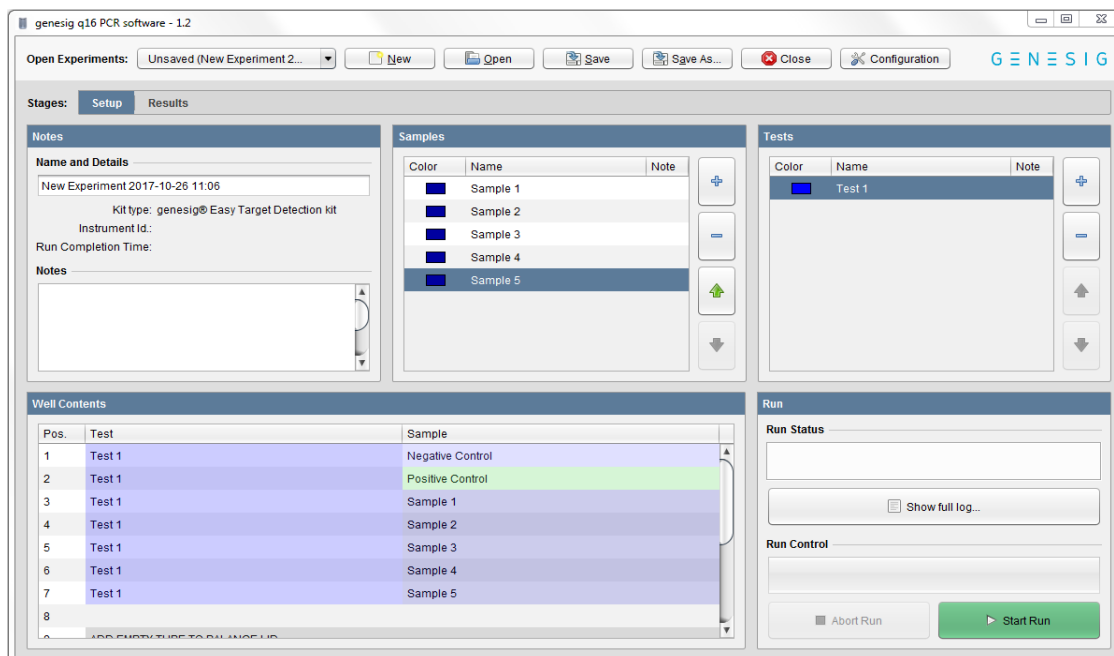 genesig q16 PCR software - 1.2
Open Experiments: Unsaved (New Experiment 2... New Open Save Save As... Close Configuration GENESIG
Stages: Setup Results
Notes
Name and Details
New Experiment 2017-10-26 11:06
Kit type: genesig® Easy Target Detection kit
Instrument Id.:
Run Completion Time:
Notes
Samples
Color Name Note
Sample 1
Sample 2
Sample 3
Sample 4
Sample 5
Tests
Color Name Note
Test 1
Well Contents
Pos. Test Sample
1 Test 1 Negative Control
2 Test 1 Positive Control
3 Test 1 Sample 1
4 Test 1 Sample 2
5 Test 1 Sample 3
6 Test 1 Sample 4
7 Test 1 Sample 5
8
ADD EMPTY TUBE TO BALANCE LID
Run
Run Status
Show full log...
Run Control
Abort Run Start Run